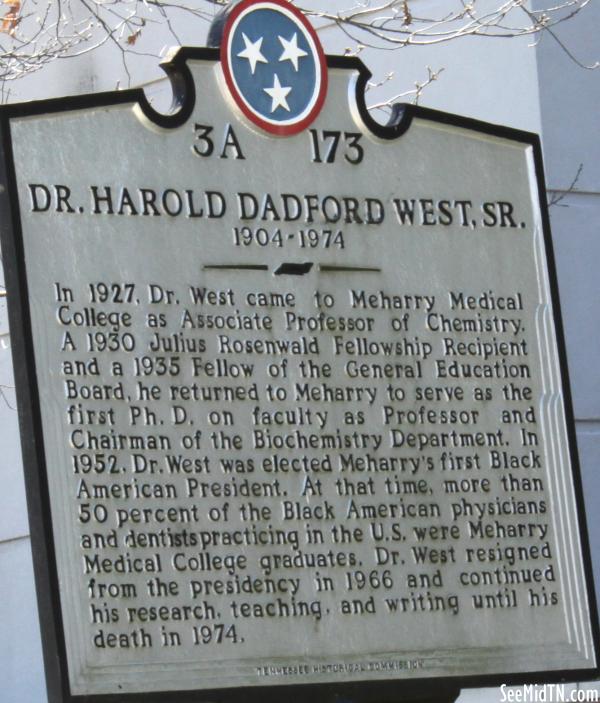 3A 173
DR. HAROLD DADFORD WEST, SR.
1904-1974
In 1927, Dr. West came to Meharry Medical
College as Associate Professor of Chemistry.
A 1930 Julius Rosenwald Fellowship Recipient
and a 1935 Fellow of the General Education
Board, he returned to Meharry to serve as the
first Ph. D. on faculty as Professor and
Chairman of the Biochemistry Department. In
1952, Dr. West was elected Meharry's first Black
American President. At that time, more than
50 percent of the Black American physicians
and dentists practicing in the U.S. were Meharry
Medical College graduates. Dr. West resigned
from the presidency in 1966 and continued
his research, teaching, and writing until his
death in 1974.
TENNESSEE HISTORICAL COMMISSION
SeeMidTN.com